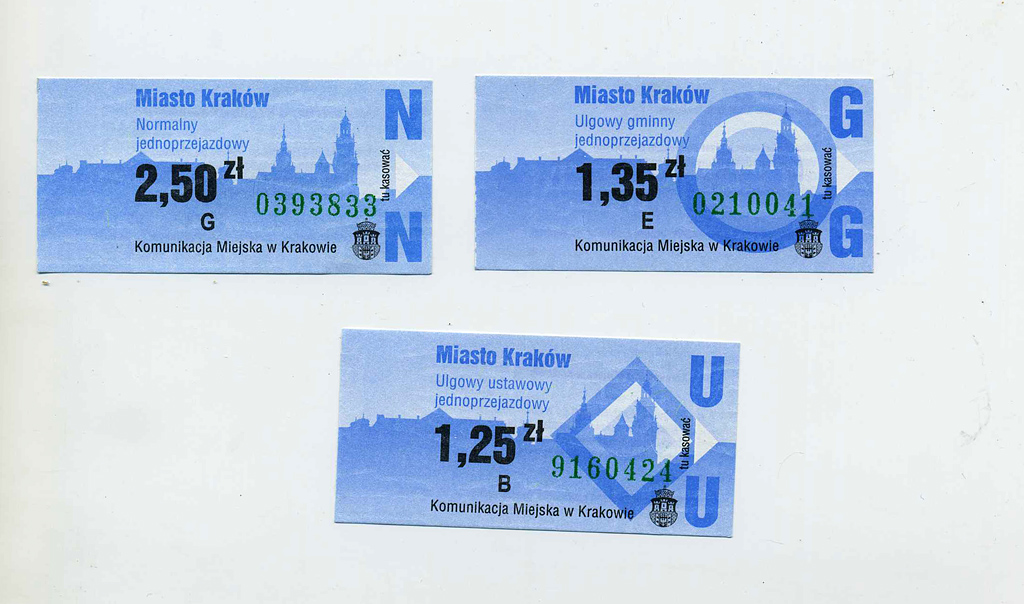 Miasto Kraków
N
Normalny
jednoprzejazdowy
2,50 zł
0393833
tu kasować
G
Komunikacja Miejska w Krakowie
N
Miasto Kraków
G
Ulgowy gminny
jednoprzejazdowy
1,35 zł
0210041
tu kasować
E
Komunikacja Miejska w Krakowie
G
Miasto Kraków
U
Ulgowy ustawowy
jednoprzejazdowy
1,25 zł
9160424
tu kasować
B
Komunikacja Miejska w Krakowie
U